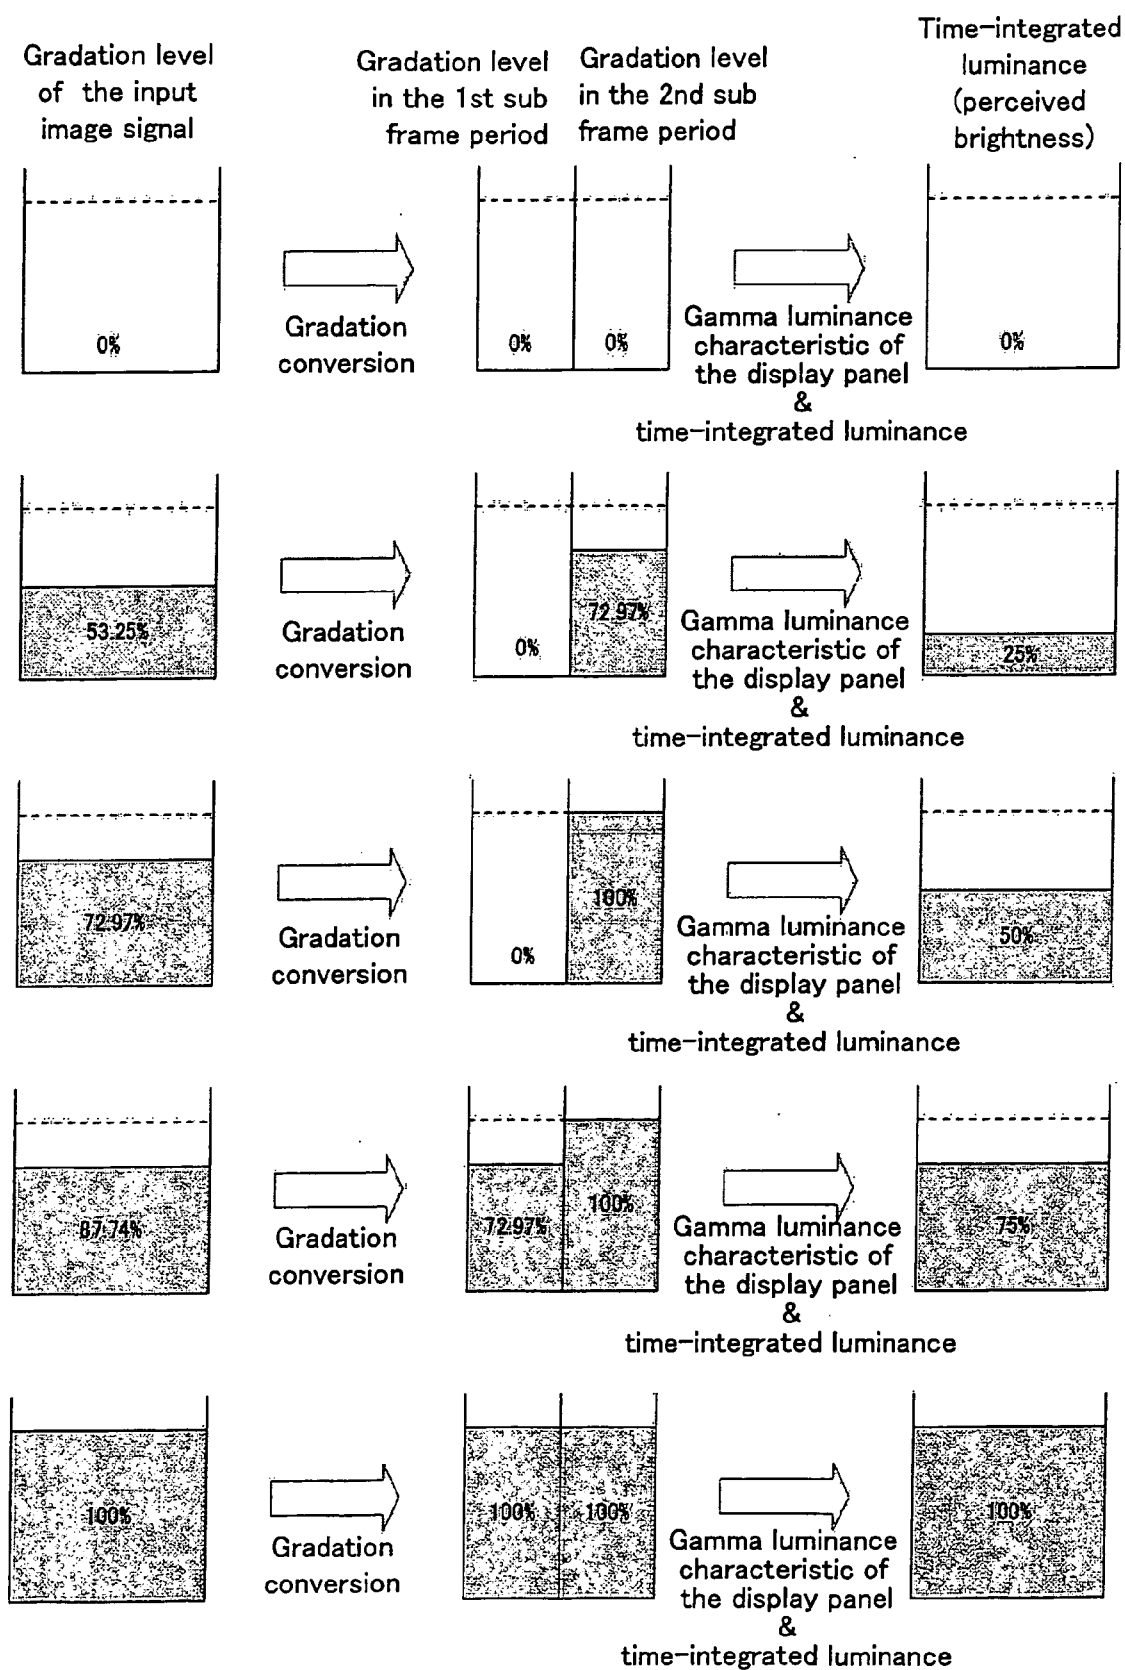 Gradation level
of the input
image signal
Gradation level
in the 1st sub
frame period
Gradation level
in the 2nd sub
frame period
Time-integrated
luminance
(perceived
brightness)
0%
Gradation
conversion
0%
0%
Gamma luminance
characteristic of
the display panel
&
time-integrated luminance
0%
53.25%
Gradation
conversion
0%
72.97%
Gamma luminance
characteristic of
the display panel
&
time-integrated luminance
25%
72.97%
Gradation
conversion
0%
100%
Gamma luminance
characteristic of
the display panel
&
time-integrated luminance
50%
87.74%
Gradation
conversion
72.97%
100%
Gamma luminance
characteristic of
the display panel
&
time-integrated luminance
75%
100%
Gradation
conversion
100%
100%
Gamma luminance
characteristic of
the display panel
&
time-integrated luminance
100%